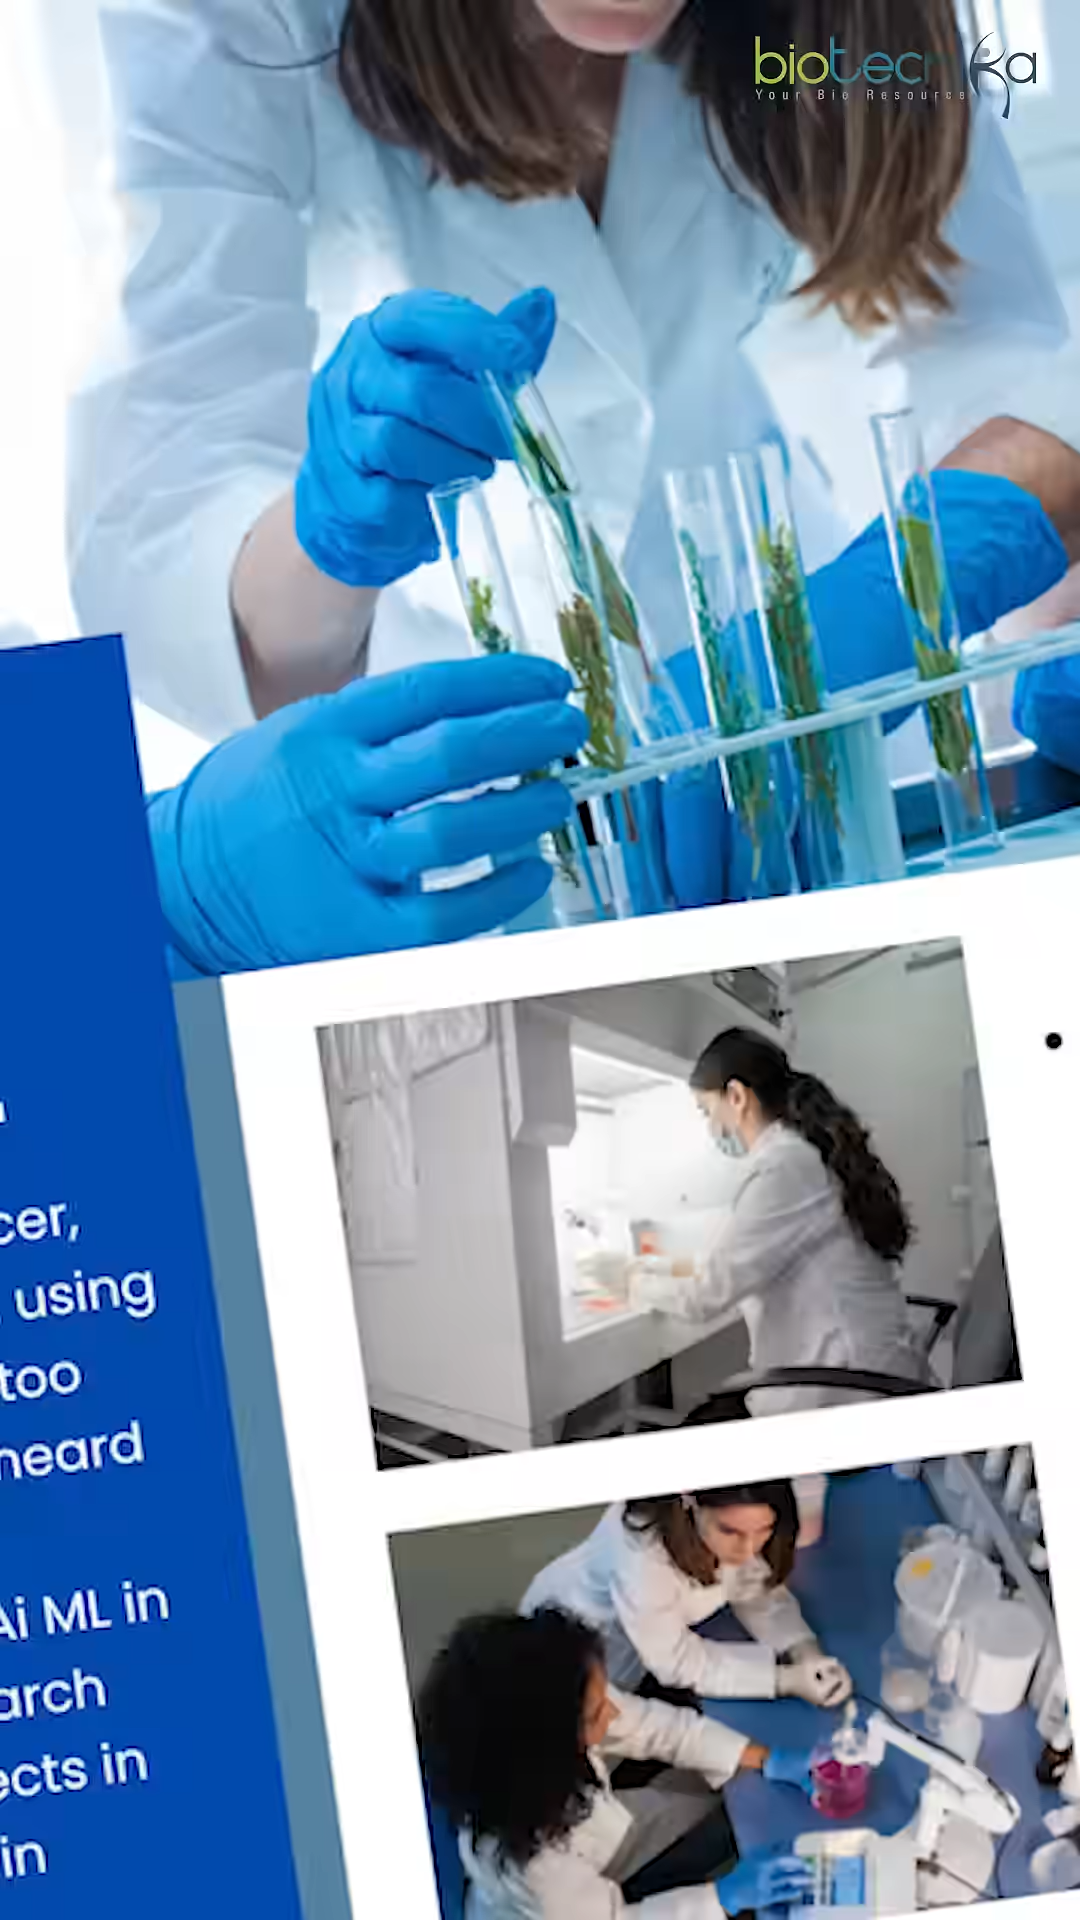 biotecnika
Your Bio Resource
cer,
using
too
heard
Ai ML in
arch
ects in
in